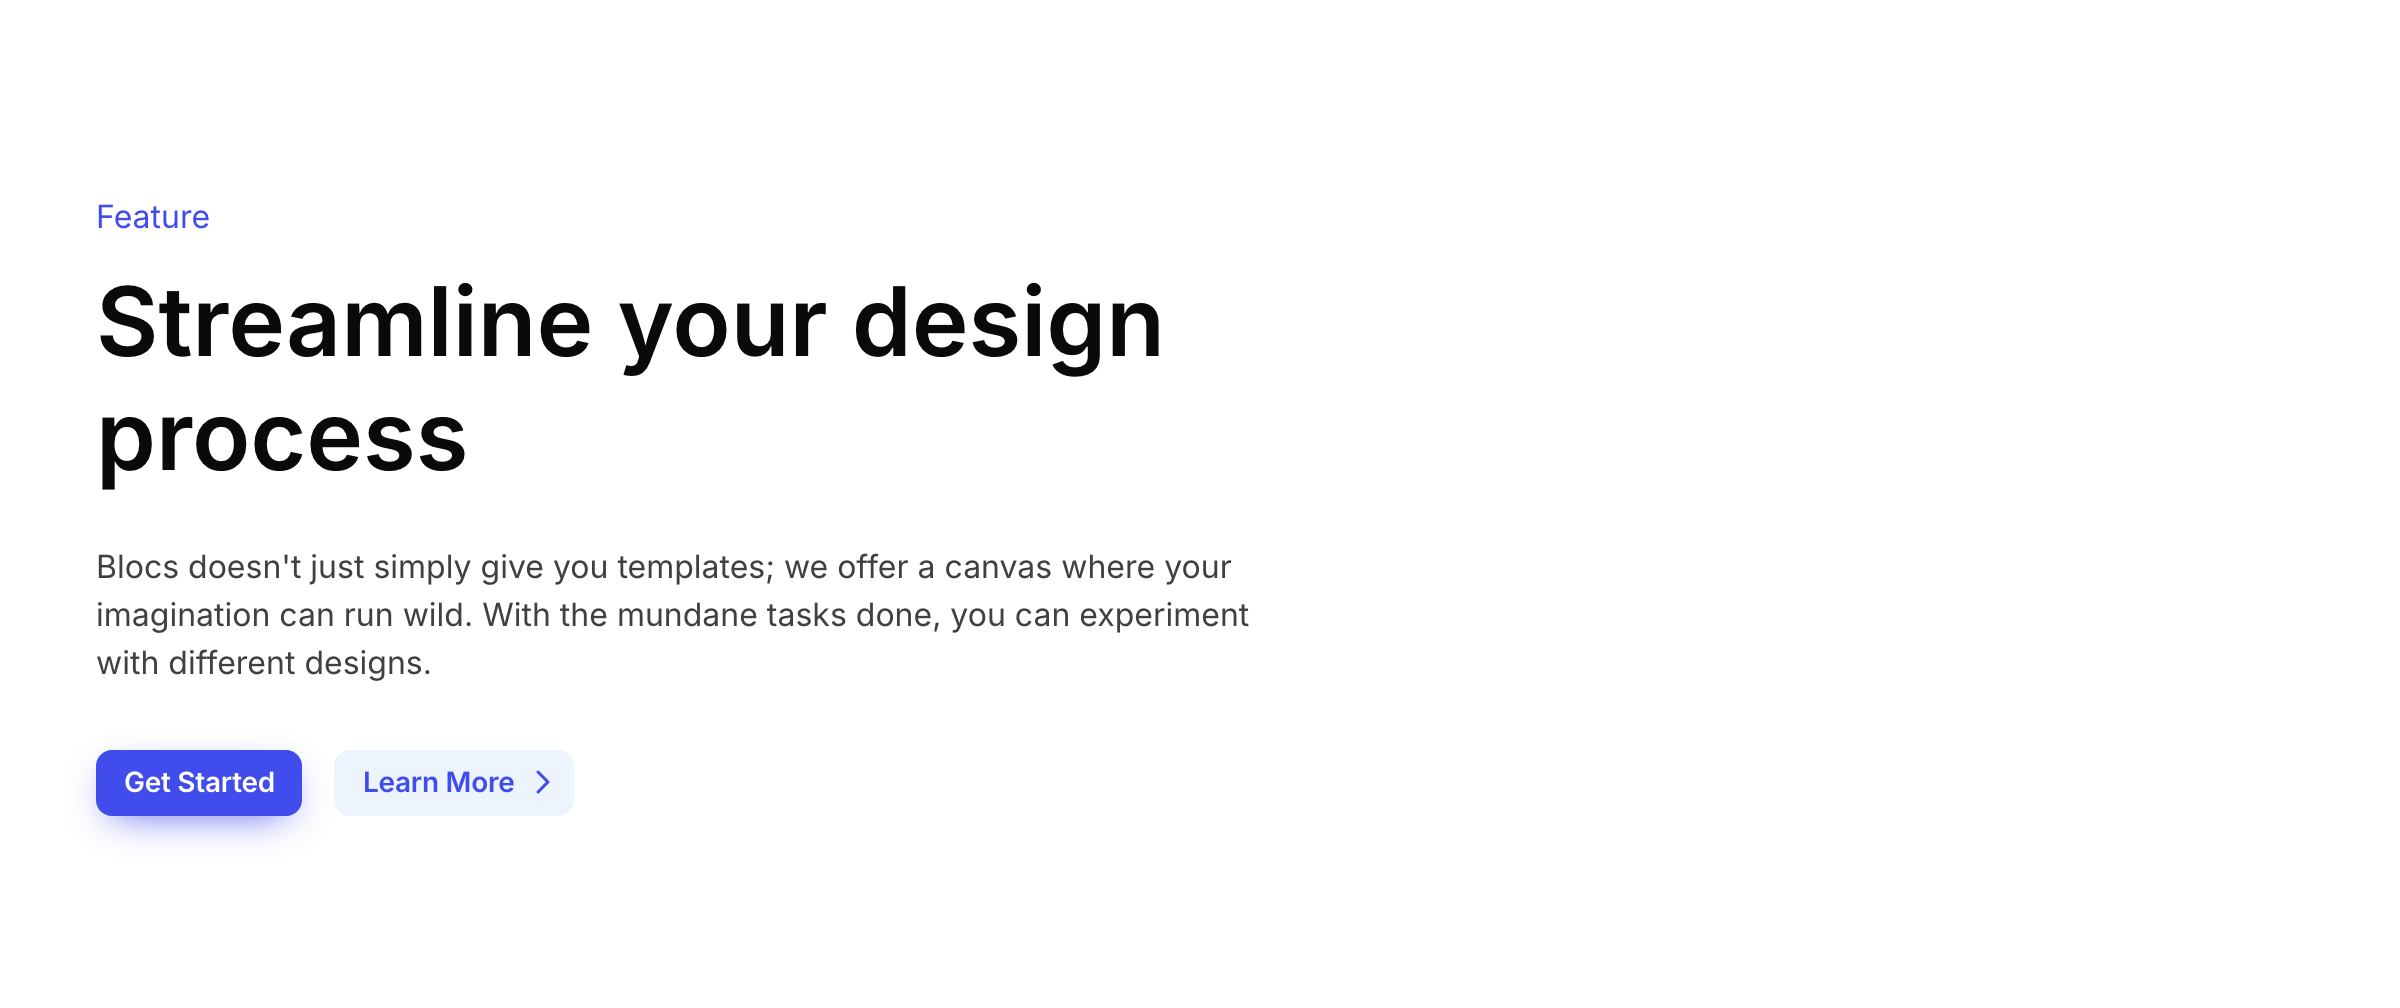 Feature
Streamline your design
process
Blocs doesn't just simply give you templates; we offer a canvas where your
imagination can run wild. With the mundane tasks done, you can experiment
with different designs.
Get Started
Learn More